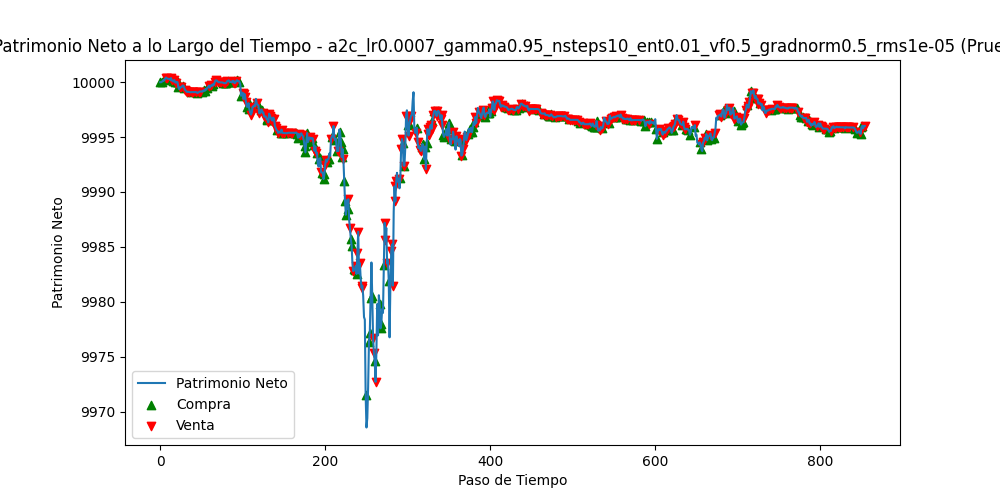 Patrimonio Neto a lo Largo del Tiempo - a2c_lr0.0007_gamma0.95_nsteps10_ent0.01_vf0.5_gradnorm0.5_rms1e-05 (Prue
10000
9995
9990
9985
9980
9975
9970
Patrimonio Neto
Patrimonio Neto
Compra
Venta
0 200 400 600 800
Paso de Tiempo